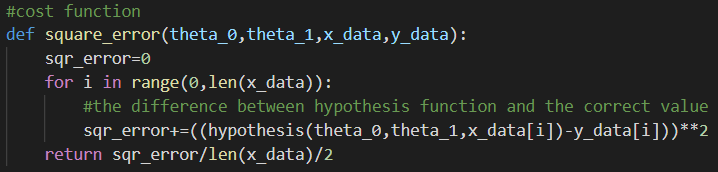 #cost function
def square_error(theta_0,theta_1,x_data,y_data):
    sqr_error=0
    for i in range(0,len(x_data)):
        #the difference between hypothesis function and the correct value
        sqr_error+=((hypothesis(theta_0,theta_1,x_data[i])-y_data[i]))**2
    return sqr_error/len(x_data)/2